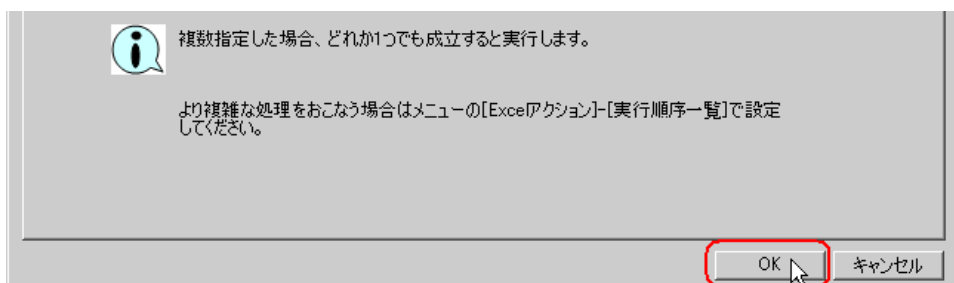 複数指定した場合、どれか1つでも成立すると実行します。
より複雑な処理をおこなう場合はメニューの[Excelアクション]-[実行順序一覧]で設定
してください。
OK
キャンセル